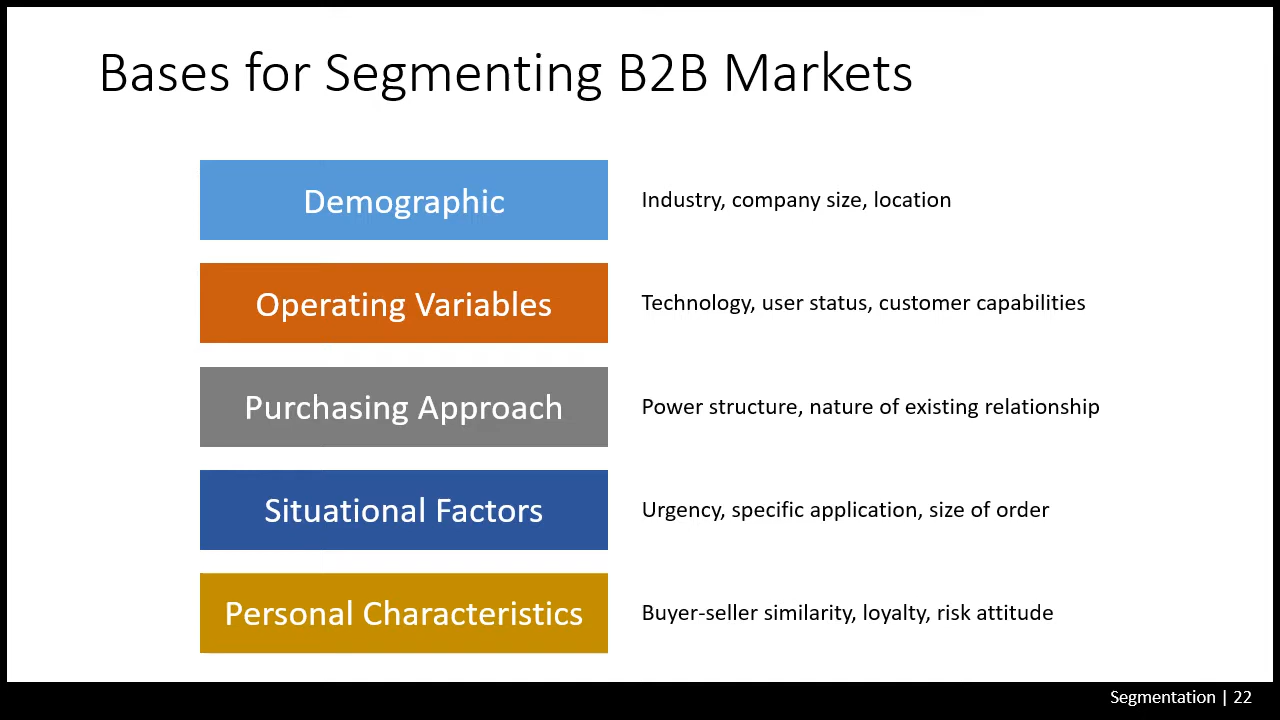 Bases for Segmenting B2B Markets
Demographic
Industry, company size, location
Operating Variables
Technology, user status, customer capabilities
Purchasing Approach
Power structure, nature of existing relationship
Situational Factors
Urgency, specific application, size of order
Personal Characteristics
Buyer-seller similarity, loyalty, risk attitude
Segmentation | 22